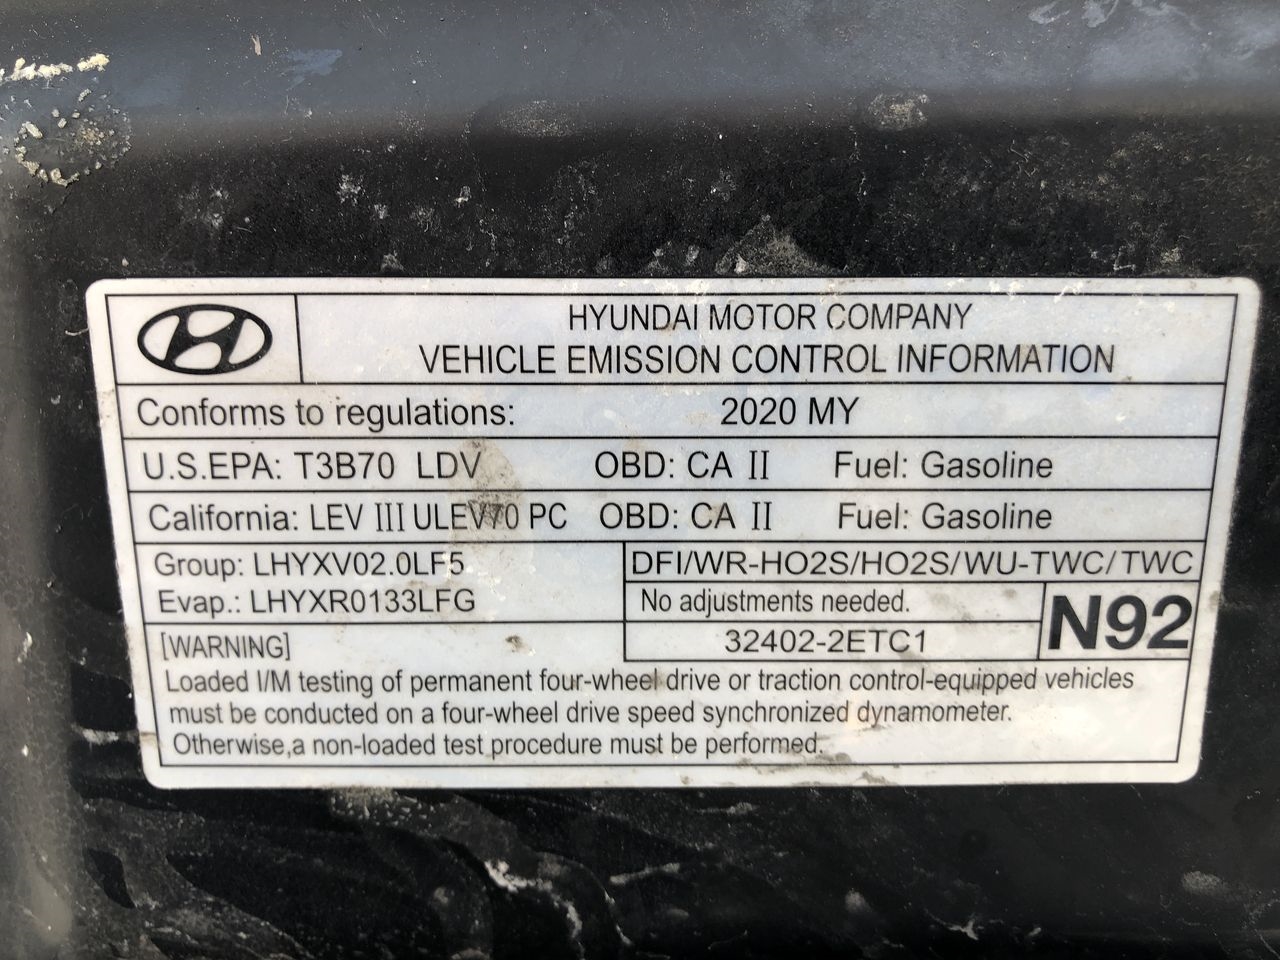 HYUNDAI MOTOR COMPANY
VEHICLE EMISSION CONTROL INFORMATION
Conforms to regulations: 2020 MY
U.S.EPA: T3B70 LDV OBD: CA II Fuel: Gasoline
California: LEV III ULEV70 PC OBD: CA II Fuel: Gasoline
Group: LHYXV02.0LF5 DFI/WR-HO2S/HO2S/WU-TWC/TWC
Evap.: LHYXR0133LFG No adjustments needed. N92
[WARNING] 32402-2ETC1
Loaded I/M testing of permanent four-wheel drive or traction control-equipped vehicles
must be conducted on a four-wheel drive speed synchronized dynamometer.
Otherwise,a non-loaded test procedure must be performed.